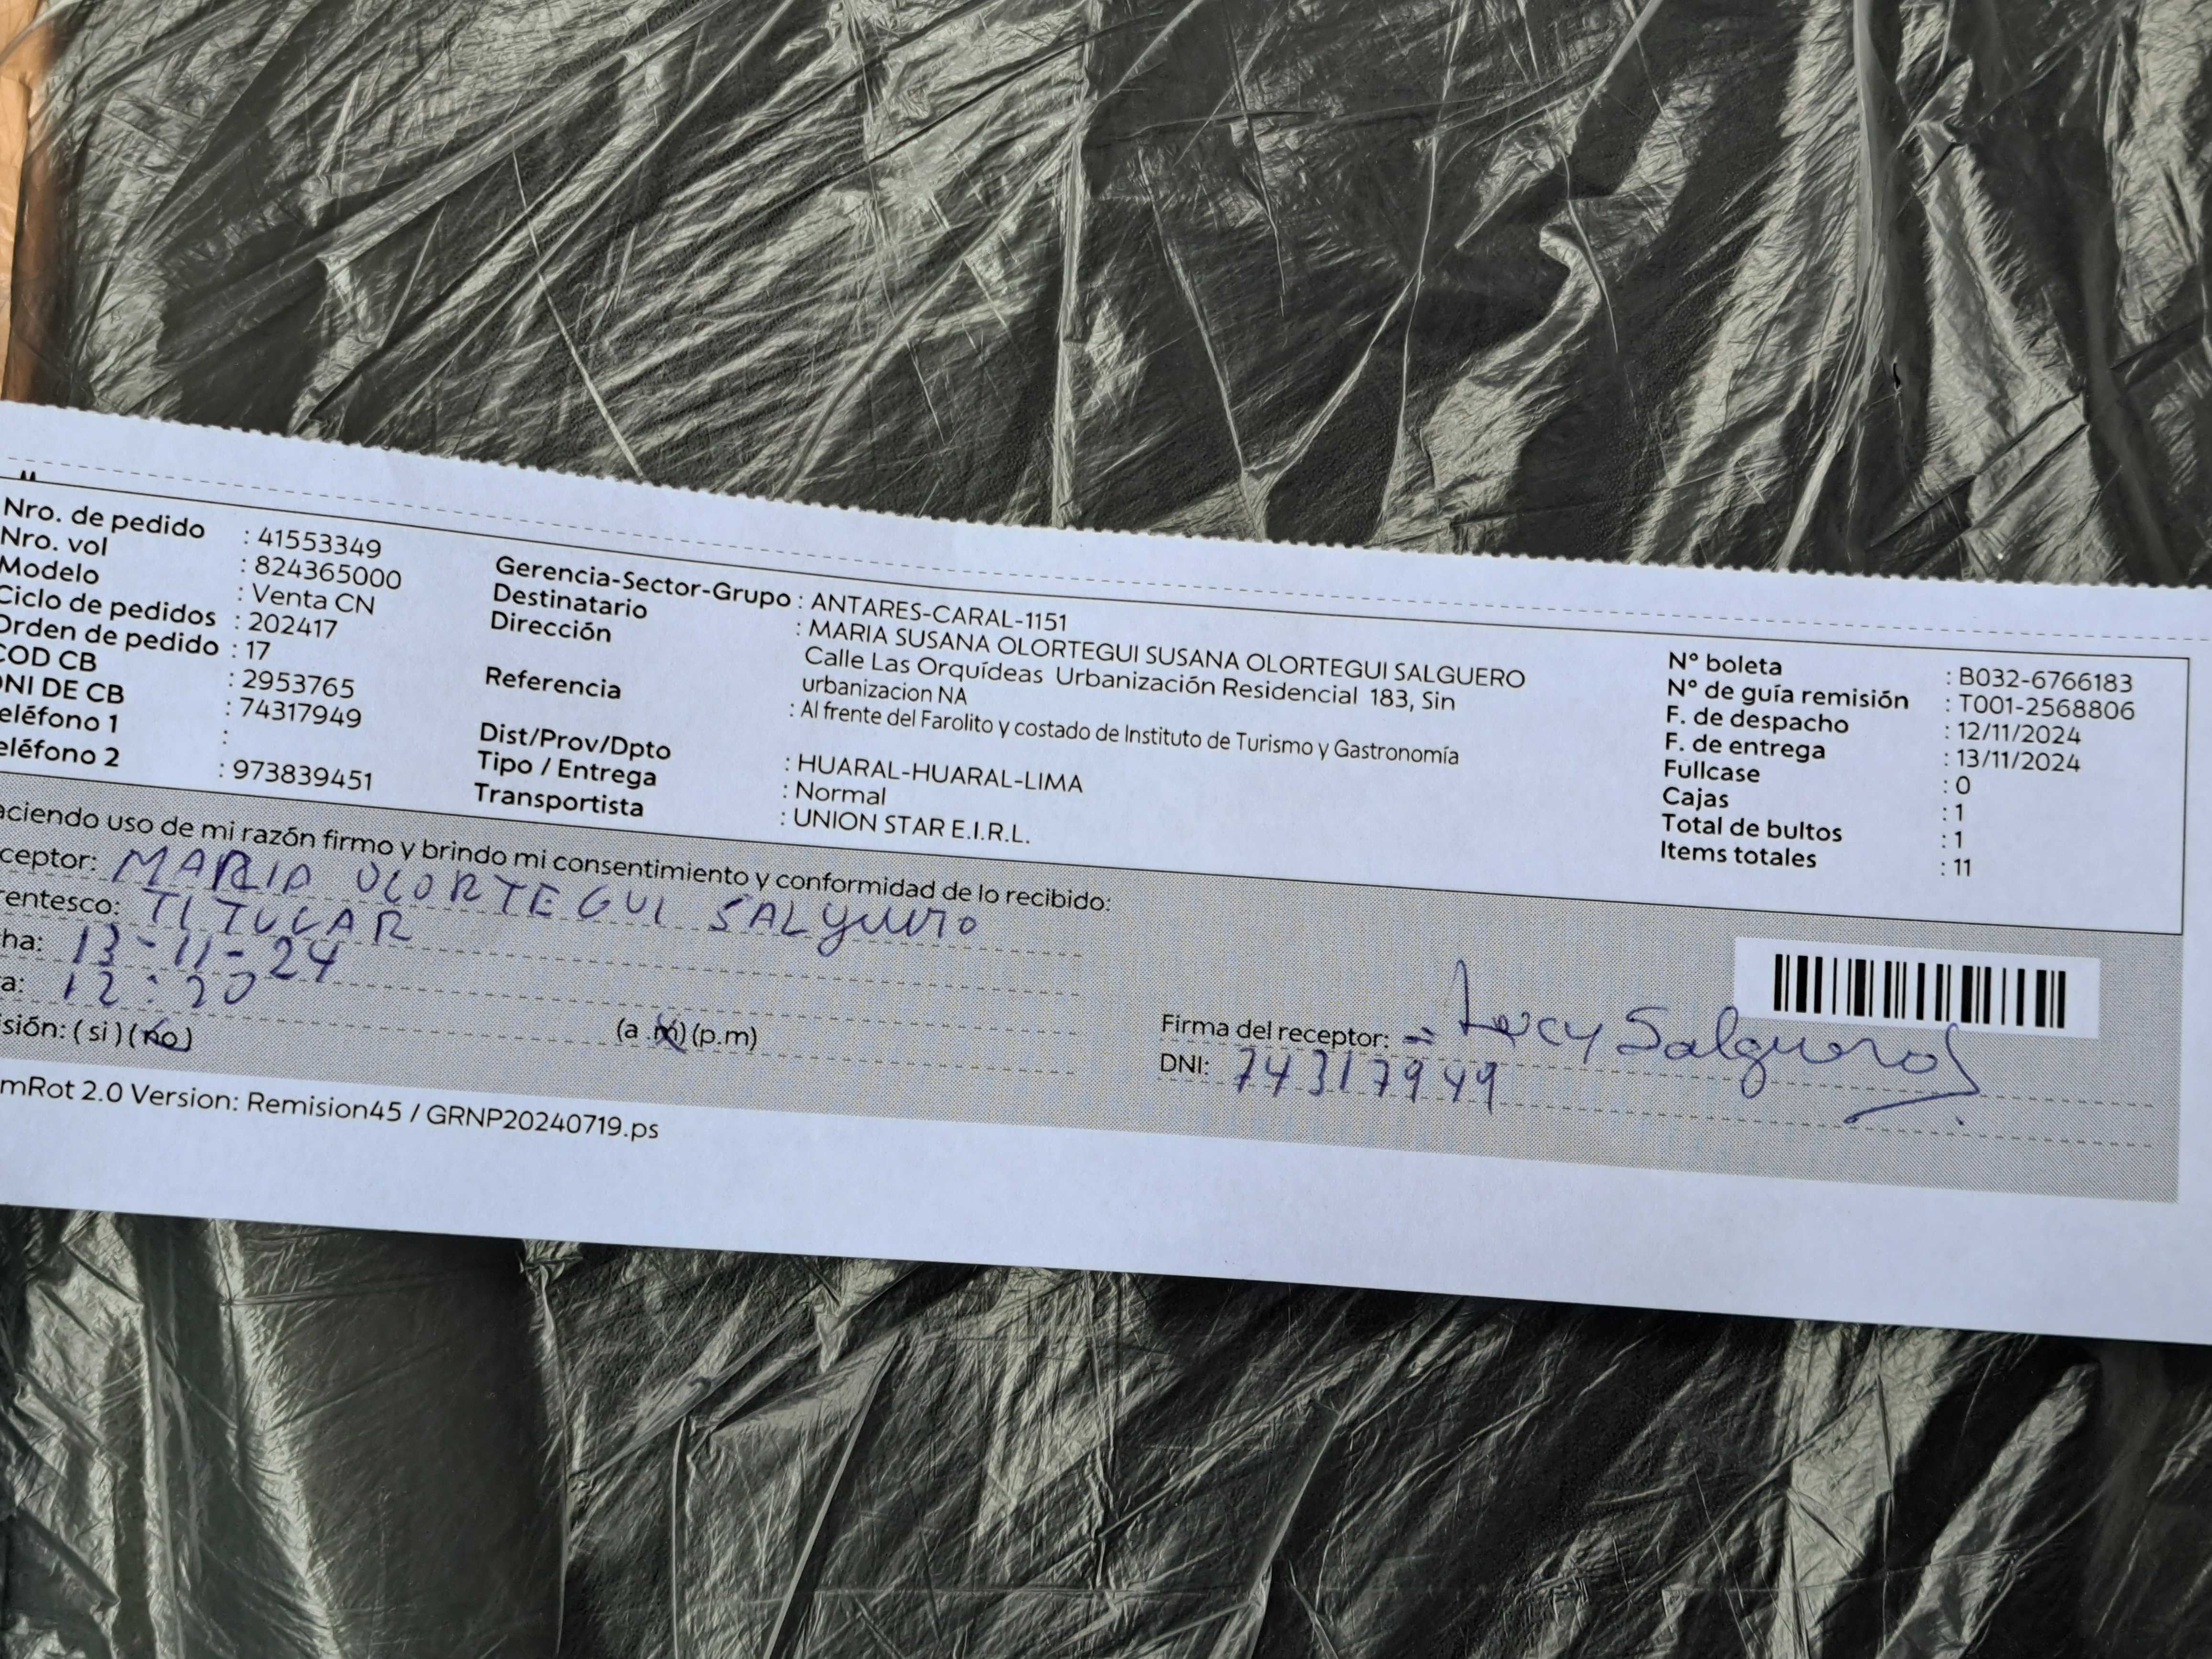 Nro. de pedido : 41553349
Nro. vol : 824365000
Modelo : Venta CN
Ciclo de pedidos : 202417
Orden de pedido : 17
COD CB : 2953765
DNI DE CB : 74317949
eléfono 1 :
eléfono 2 : 973839451
Gerencia-Sector-Grupo : ANTARES-CARAL-1151
Destinatario : MARIA SUSANA OLORTEGUI SUSANA OLORTEGUI SALGUERO
Dirección Calle Las Orquídeas Urbanización Residencial 183, Sin
urbanizacion NA
Referencia : Al frente del Farolito y costado de Instituto de Turismo y Gastronomía
Dist/Prov/Dpto : HUARAL-HUARAL-LIMA
Tipo / Entrega : Normal
Transportista : UNION STAR E.I.R.L.
N° boleta : B032-6766183
N° de guía remisión : T001-2568806
F. de despacho : 12/11/2024
F. de entrega : 13/11/2024
Fullcase : 0
Cajas : 1
Total de bultos : 1
Items totales : 11
aciendo uso de mi razón firmo y brindo mi consentimiento y conformidad de lo recibido:
ceptor: MARIA OLORTEGUI SALguero
rentesco: TITULAR
ha: 13-11-24
a: 12:20
(a.m) (p.m)
sión: (si) (no)
Firma del receptor: Lucy Salguero
DNI: 74317949
mRot 2.0 Version: Remision45 / GRNP20240719.ps